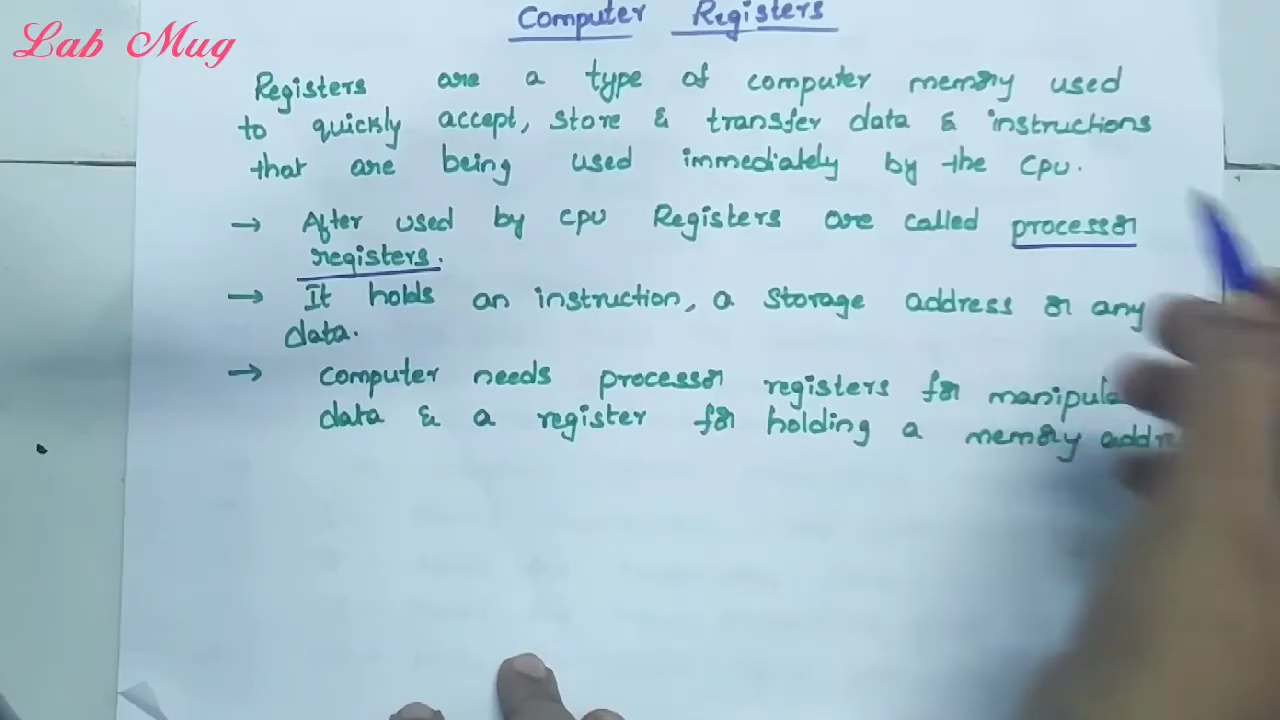 Lab Mug
Computer Registers
Registers are a type of computer memory used
to quickly accept, store & transfer data & instructions
that are being used immediately by the CPU.
→ After used by CPU Registers are called processor
registers.
→ It holds an instruction, a storage address or any
data.
→ Computer needs processor registers for
data & a register for holding a memory